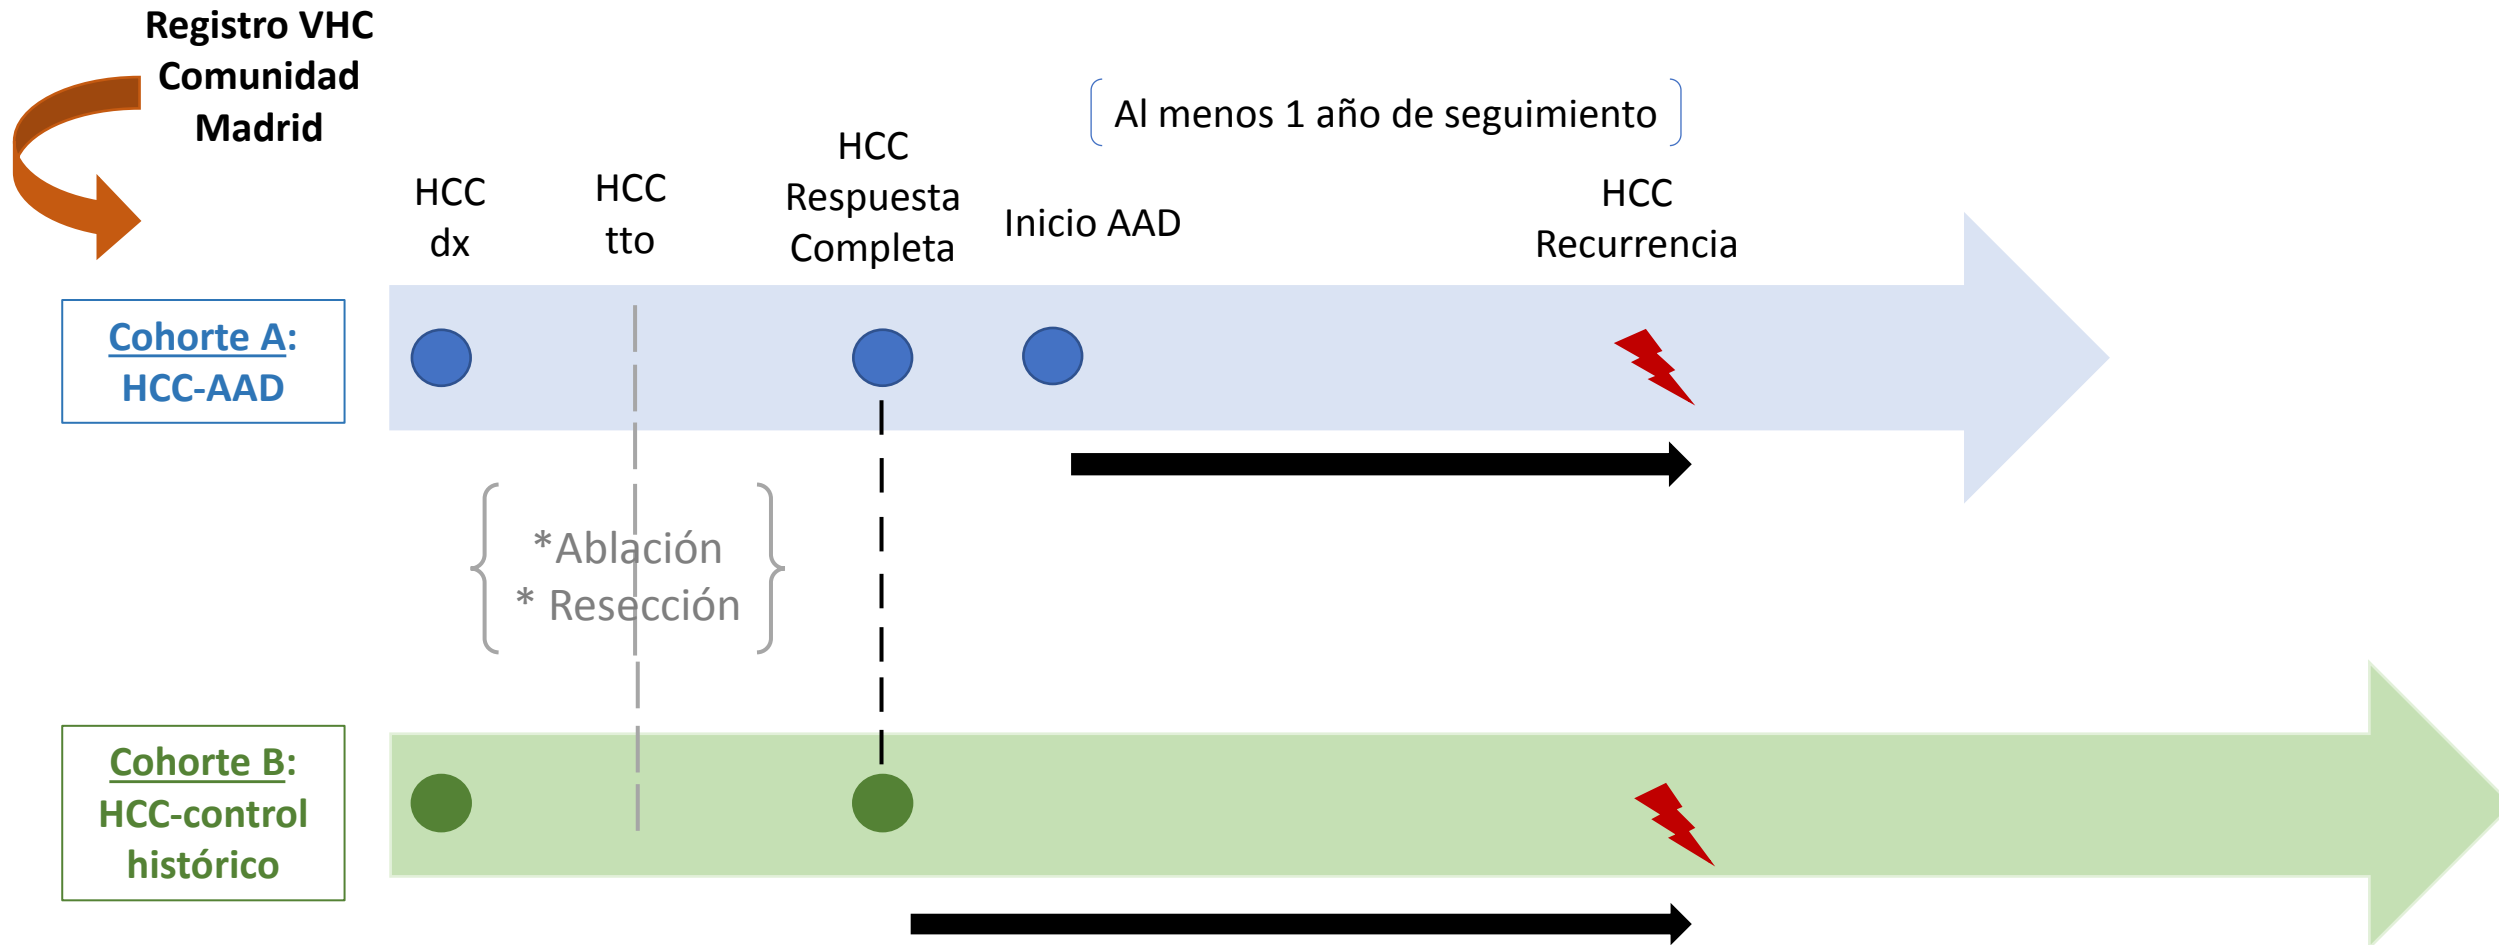 Registro VHC
Comunidad
Madrid
Al menos 1 año de seguimiento
HCC
dx
HCC
tto
HCC
Respuesta
Completa
Inicio AAD
HCC
Recurrencia
Cohorte A:
HCC-AAD
*Ablación
* Resección
Cohorte B:
HCC-control
histórico